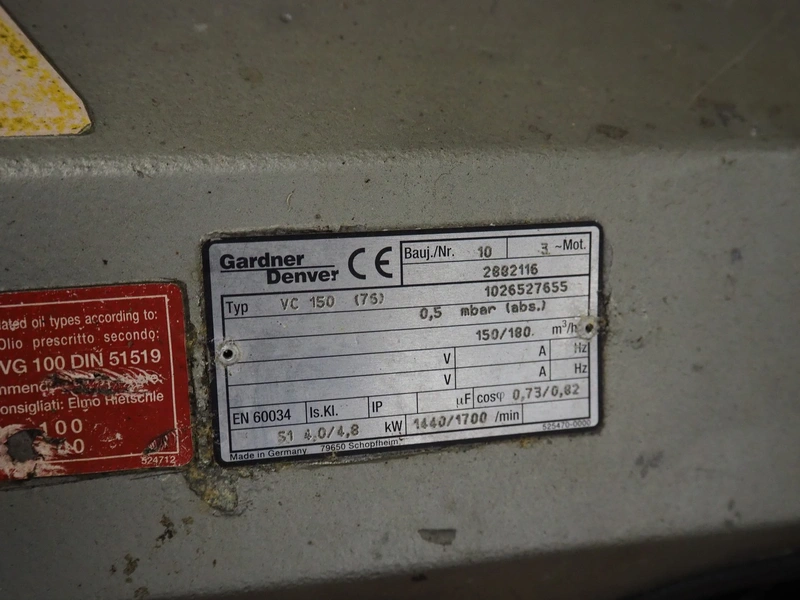 Gardner
Denver
CE
Bauj./Nr. 10 3 ~Mot.
2882116
Typ VC 150 (76) 1026527655
0,5 mbar (abs.)
150/180 m³/h
V A Hz
V A Hz
EN 60034 Is.Kl. IP µF cosφ 0,73/0,82
S1 4,0/4,8 kW 1440/1700 /min
Made in Germany 79650 Schopfheim 525470-0000
ated oil types according to:
Olio prescritto secondo:
VG 100 DIN 51519
onsigliati: Elmo Rietschle
100
524712